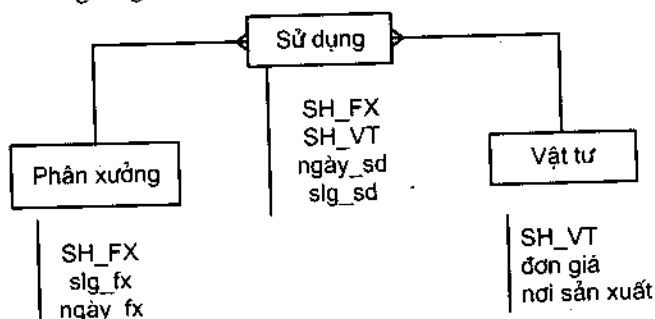 Sử dụng
SH_FX
SH_VT
ngày_sd
slg_sd
Phân xưởng
SH_FX
slg_fx
ngày_fx
Vật tư
SH_VT
đơn giá
nơi sản xuất